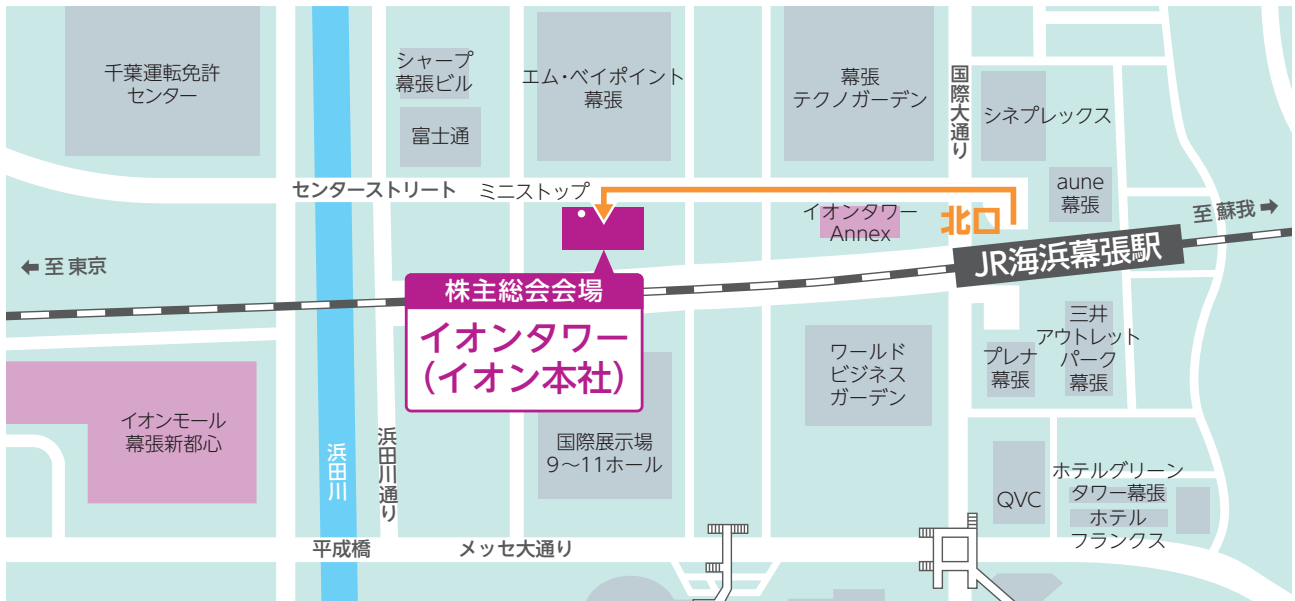 千葉運転免許
センター
シャープ
幕張ビル
富士通
エム・ベイポイント
幕張
幕張
テクノガーデン
国際大通り
シネプレックス
センターストリート
ミニストップ
aune
幕張
イオンタワー
Annex
北口
至 蘇我 ➡
JR海浜幕張駅
⬅ 至 東京
株主総会会場
イオンタワー
(イオン本社)
三井
アウトレット
パーク
幕張
プレナ
幕張
ワールド
ビジネス
ガーデン
イオンモール
幕張新都心
浜田川
浜田川通り
国際展示場
9〜11ホール
QVC
ホテルグリーン
タワー幕張
ホテル
フランクス
平成橋
メッセ大通り